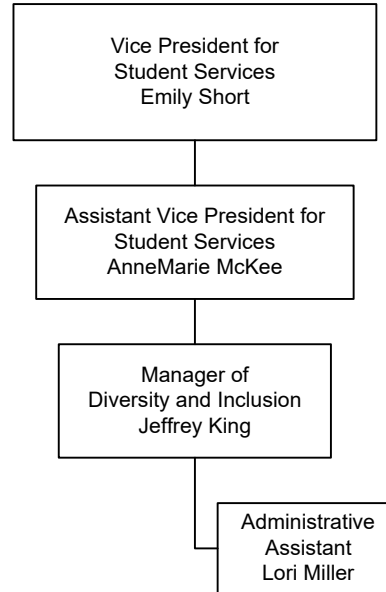 Vice President for
Student Services
Emily Short
Assistant Vice President for
Student Services
AnneMarie McKee
Manager of
Diversity and Inclusion
Jeffrey King
Administrative
Assistant
Lori Miller